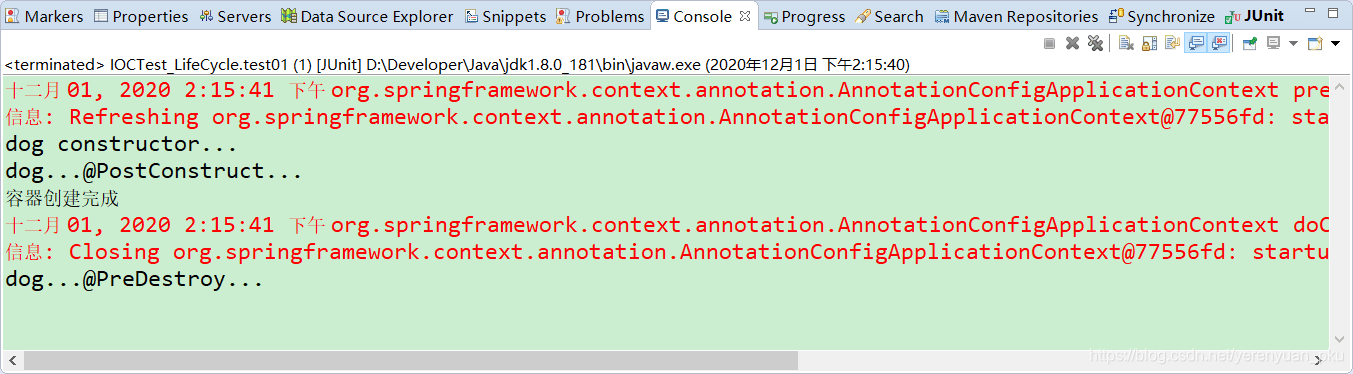 Markers Properties Servers Data Source Explorer Snippets Problems Console Progress Search Maven Repositories Synchronize JUnit
<terminated> IOCTest_LifeCycle.test01 (1) [JUnit] D:\Developer\Java\jdk1.8.0_181\bin\javaw.exe (2020年12月1日 下午2:15:40)
十二月 01, 2020 2:15:41 下午 org.springframework.context.annotation.AnnotationConfigApplicationContext pre
信息: Refreshing org.springframework.context.annotation.AnnotationConfigApplicationContext@77556fd: sta
dog constructor...
dog...@PostConstruct...
容器创建完成
十二月 01, 2020 2:15:41 下午 org.springframework.context.annotation.AnnotationConfigApplicationContext doC
信息: Closing org.springframework.context.annotation.AnnotationConfigApplicationContext@77556fd: startu
dog...@PreDestroy...
https://blog.csdn.net/yerenyuan_pku